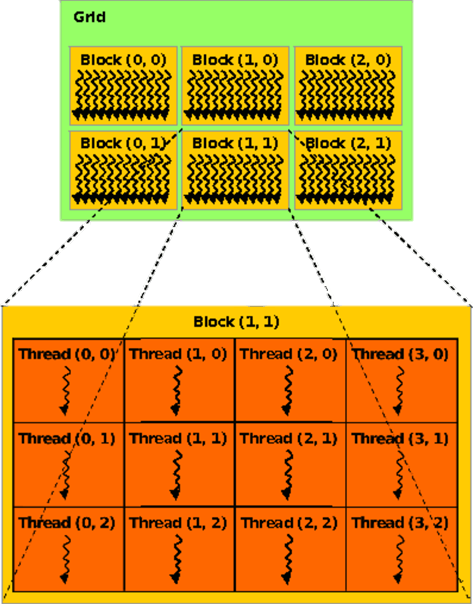 Grid
Block (0, 0) Block (1, 0) Block (2, 0)
Block (0, 1) Block (1, 1) Block (2, 1)
Block (1, 1)
Thread (0, 0) Thread (1, 0) Thread (2, 0) Thread (3, 0)
Thread (0, 1) Thread (1, 1) Thread (2, 1) Thread (3, 1)
Thread (0, 2) Thread (1, 2) Thread (2, 2) Thread (3, 2)